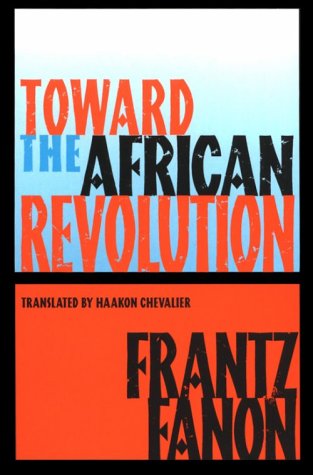 TOWARD
THE AFRICAN
REVOLUTION
TRANSLATED BY HAAKON CHEVALIER
FRANTZ
FANON